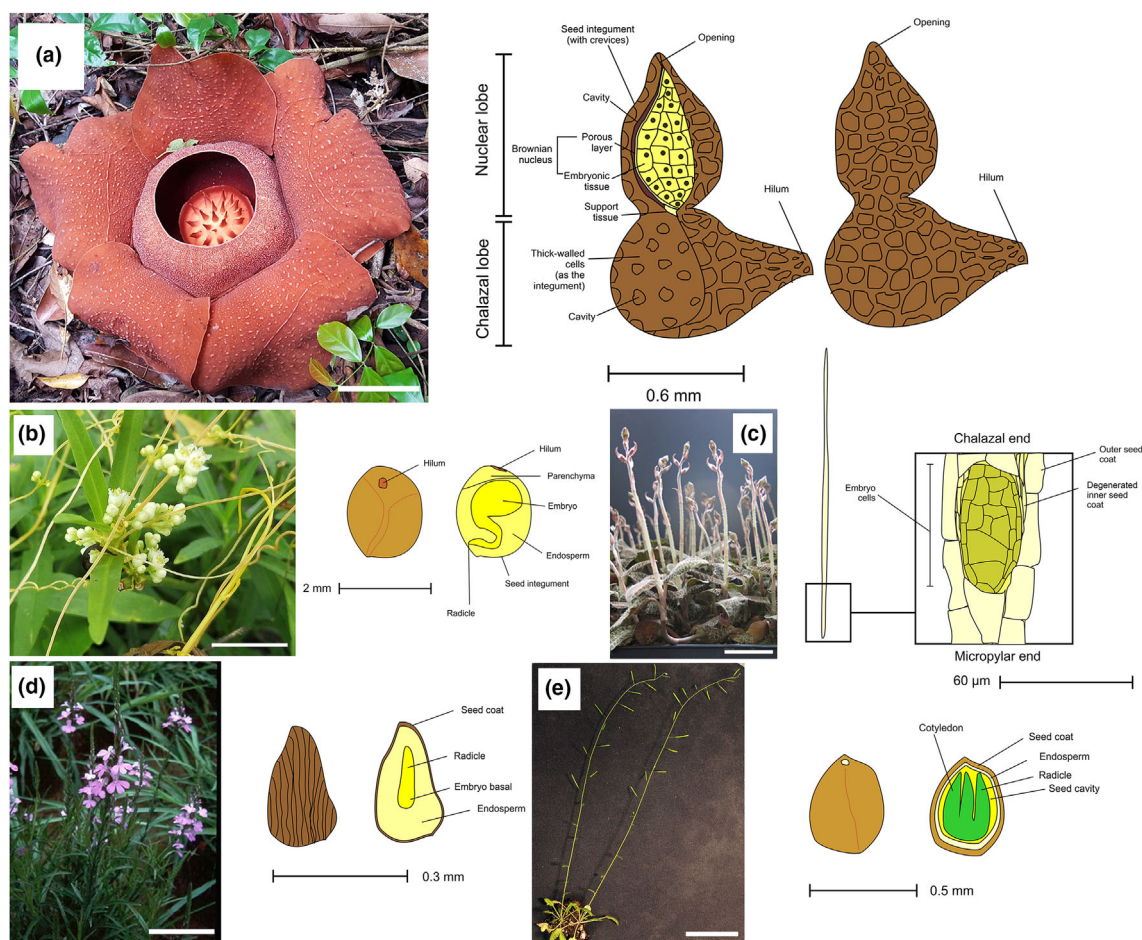 (a)
Nuclear lobe
Chalazal lobe
Seed integument
(with crevices)
Opening
Cavity
Brownian
nucleus
Porous
layer
Embryonic
tissue
Support
tissue
Thick-walled
cells
(as the
integument)
Cavity
Hilum
0.6 mm
Opening
Hilum
(b)
Hilum
2 mm
Hilum
Parenchyma
Embryo
Endosperm
Seed integument
Radicle
(c)
Chalazal end
Embryo
cells
Outer seed
coat
Degenerated
inner seed
coat
Micropylar end
60 µm
(d)
Seed coat
Radicle
Embryo basal
Endosperm
0.3 mm
(e)
Cotyledon
Seed coat
Endosperm
Radicle
Seed cavity
0.5 mm